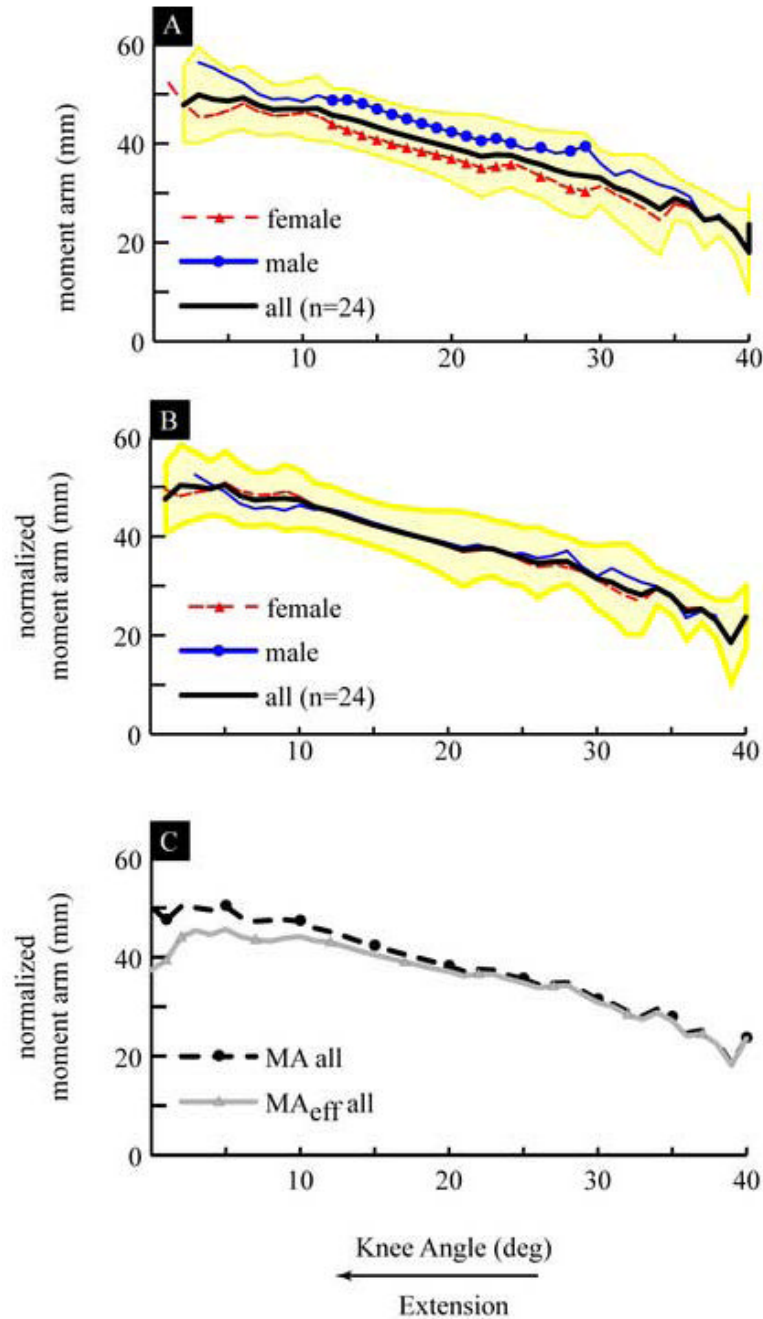 A
60
40
20
0
moment arm (mm)
female
male
all (n=24)
10
20
30
40
B
60
40
20
0
normalized
moment arm (mm)
female
male
all (n=24)
10
20
30
40
C
60
40
20
0
normalized
moment arm (mm)
MA all
MAeff all
10
20
30
40
Knee Angle (deg)
Extension